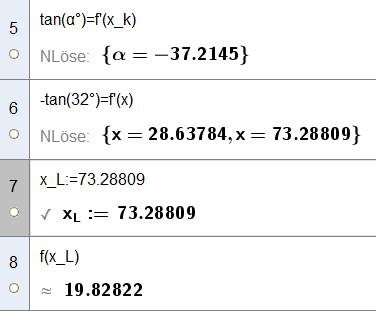 5
tan(α°)=f'(x_k)
NLöse: {α = −37.2145}
6
-tan(32°)=f'(x)
NLöse: {x = 28.63784, x = 73.28809}
7
x_L:=73.28809
✓ x_L := 73.28809
8
f(x_L)
≈ 19.82822